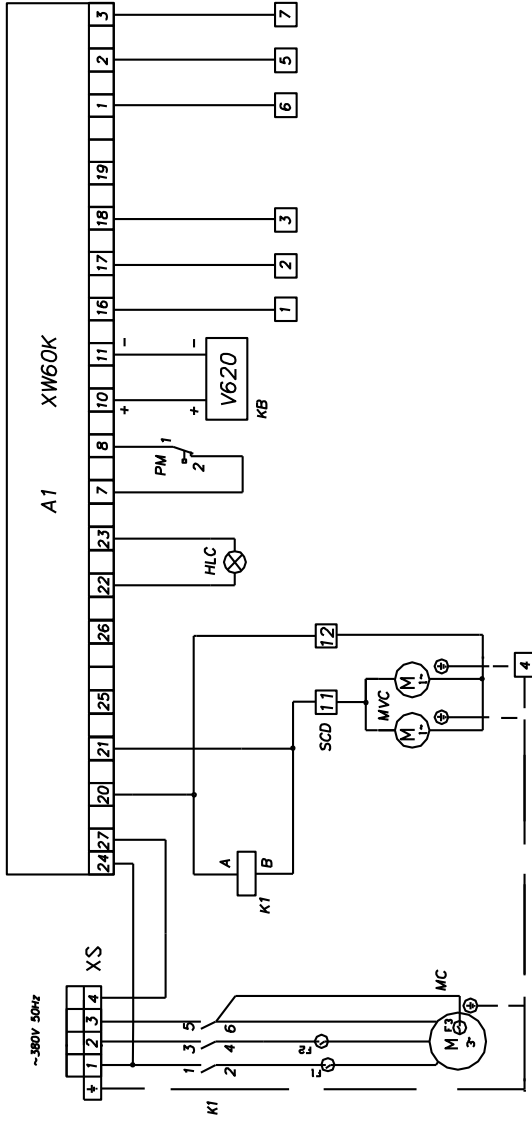 A1 XW60K
~380V 50Hz
XS
⏚ 1 2 3 4 24 27 20 21 25 26 22 23 7 8 10 11 16 17 18 19 1 2 3
+ -
1 3 5
2 4 6
K1
PM 1
2
HLC
+ -
V620
KB
1 2 3 6 5 7
A
B
K1
F1 F2
SCD 11 12
MVC
M 1~
M 1~
MC
M 3~ F3
4